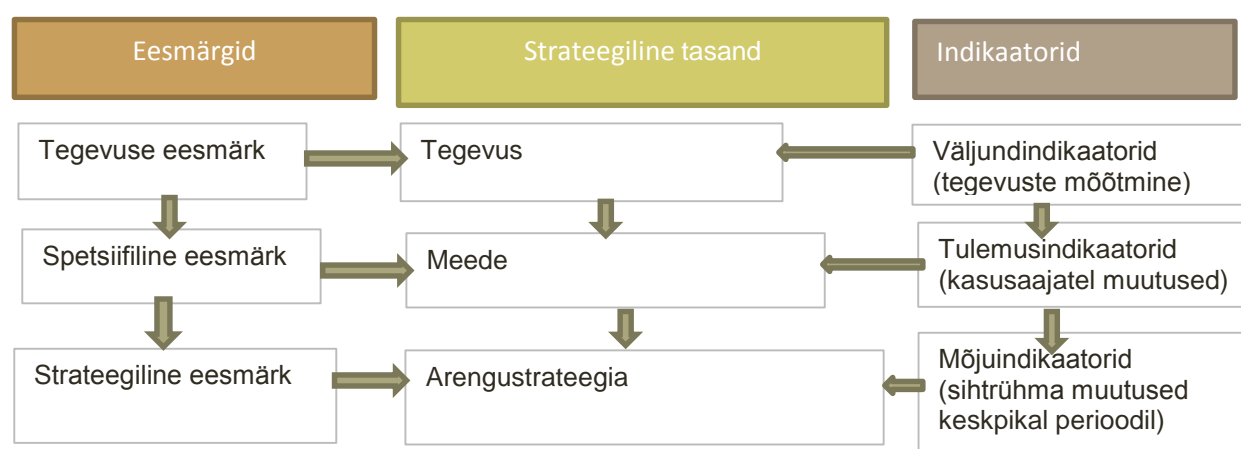 Eesmärgid
Strateegiline tasand
Indikaatorid
Tegevuse eesmärk
Tegevus
Väljundindikaatorid
(tegevuste mõõtmine)
Spetsiifiline eesmärk
Meede
Tulemusindikaatorid
(kasusaajatel muutused)
Strateegiline eesmärk
Arengustrateegia
Mõjuindikaatorid
(sihtrühma muutused
keskpikal perioodil)